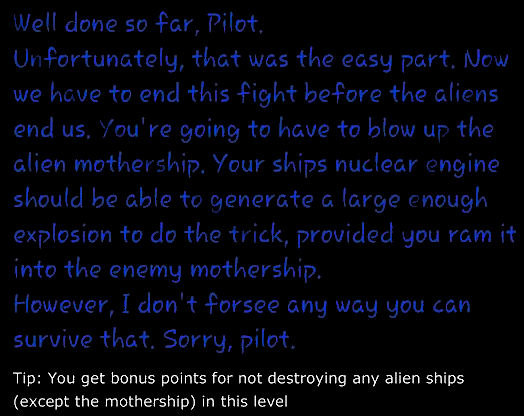 Well done so far, Pilot.
Unfortunately, that was the easy part. Now
we have to end this fight before the aliens
end us. You're going to have to blow up the
alien mothership. Your ships nuclear engine
should be able to generate a large enough
explosion to do the trick, provided you ram it
into the enemy mothership.
However, I don't forsee any way you can
survive that. Sorry, pilot.
Tip: You get bonus points for not destroying any alien ships
(except the mothership) in this level